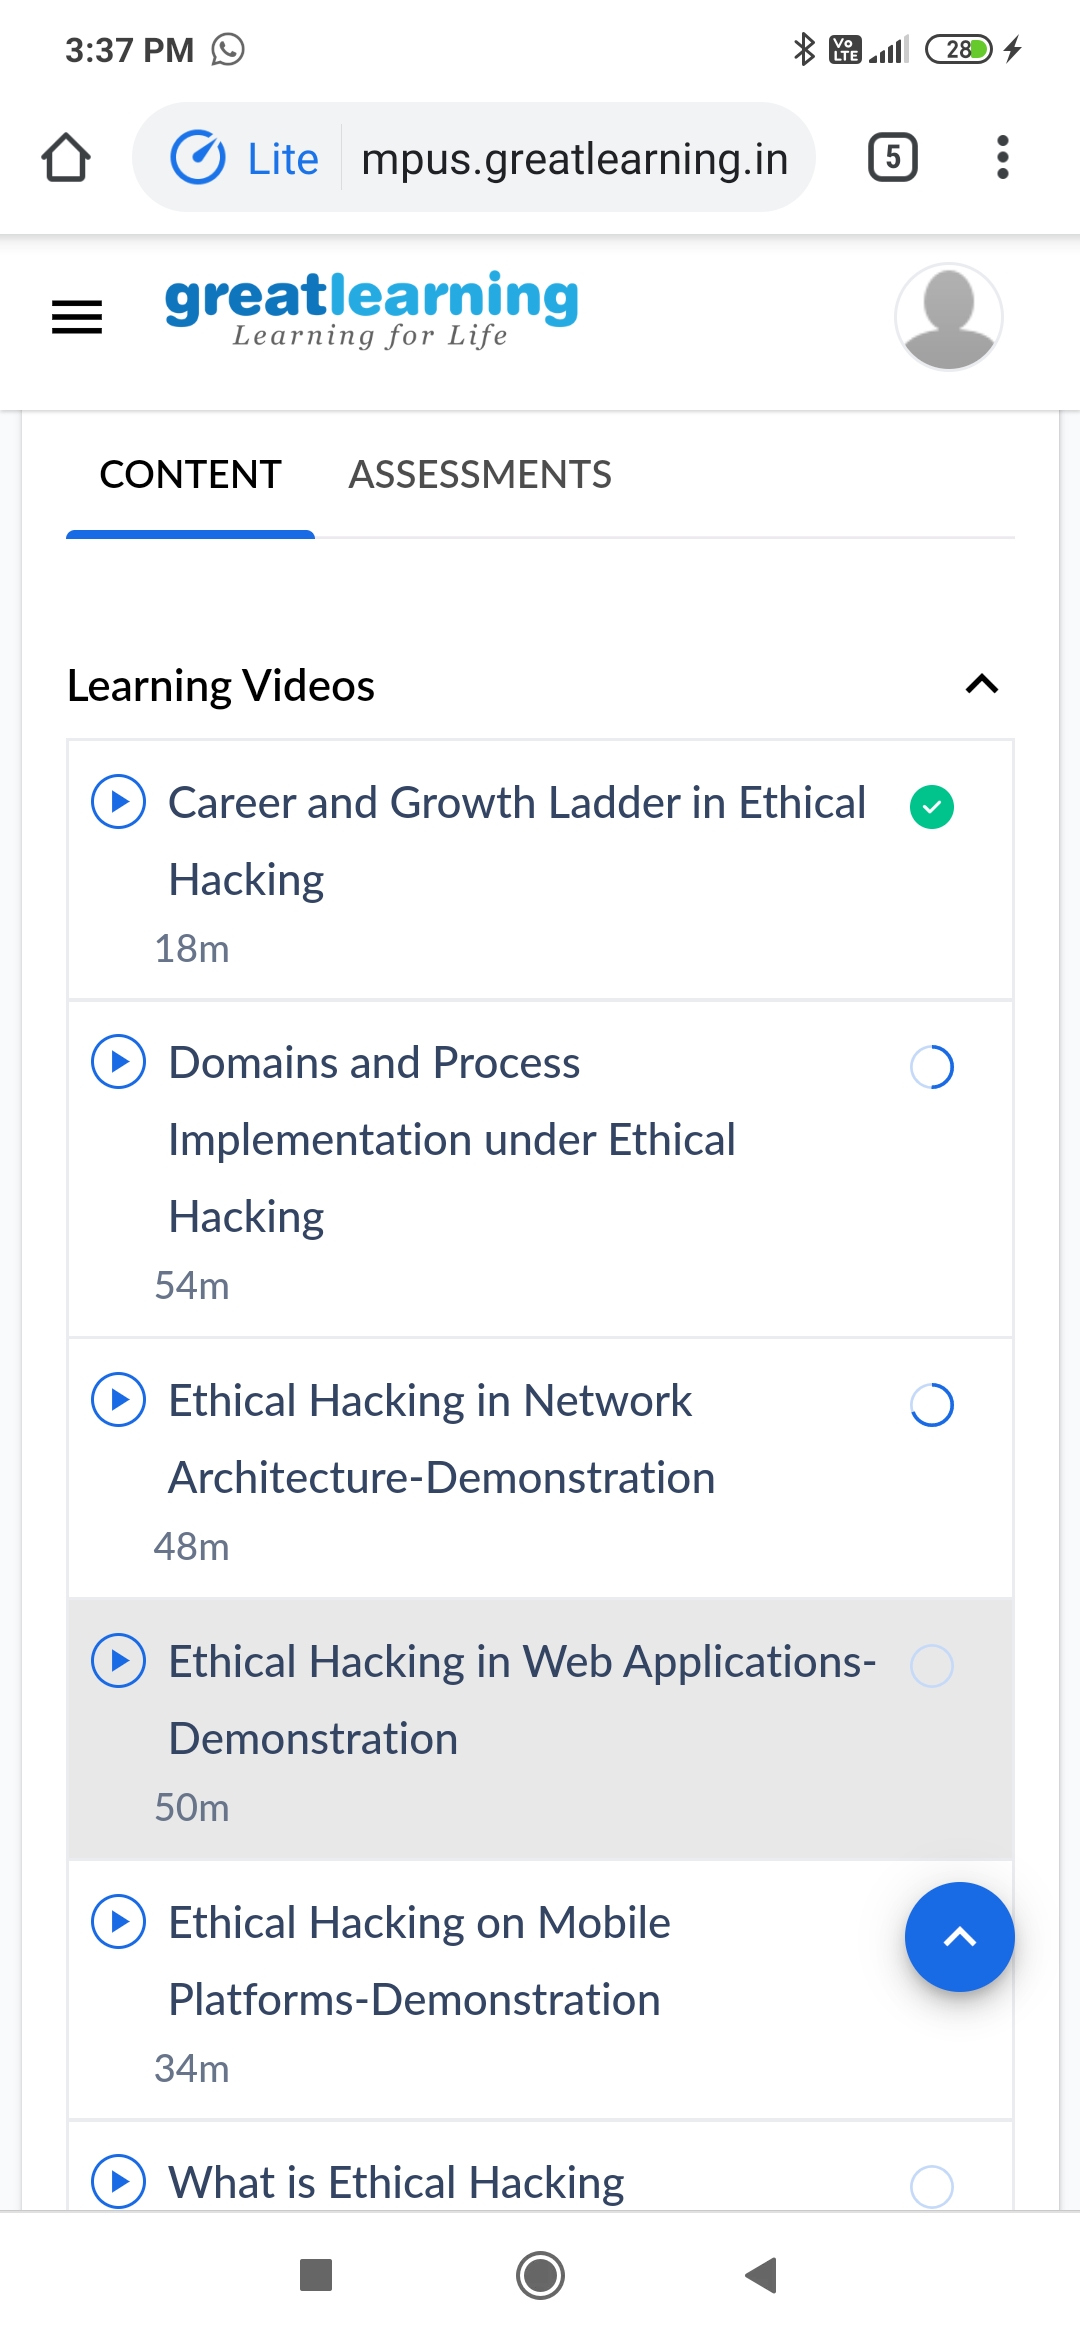 3:37 PM
Vo
LTE
28
Lite
mpus.greatlearning.in
5
greatlearning
Learning for Life
CONTENT
ASSESSMENTS
Learning Videos
Career and Growth Ladder in Ethical
Hacking
18m
Domains and Process
Implementation under Ethical
Hacking
54m
Ethical Hacking in Network
Architecture-Demonstration
48m
Ethical Hacking in Web Applications-
Demonstration
50m
Ethical Hacking on Mobile
Platforms-Demonstration
34m
What is Ethical Hacking